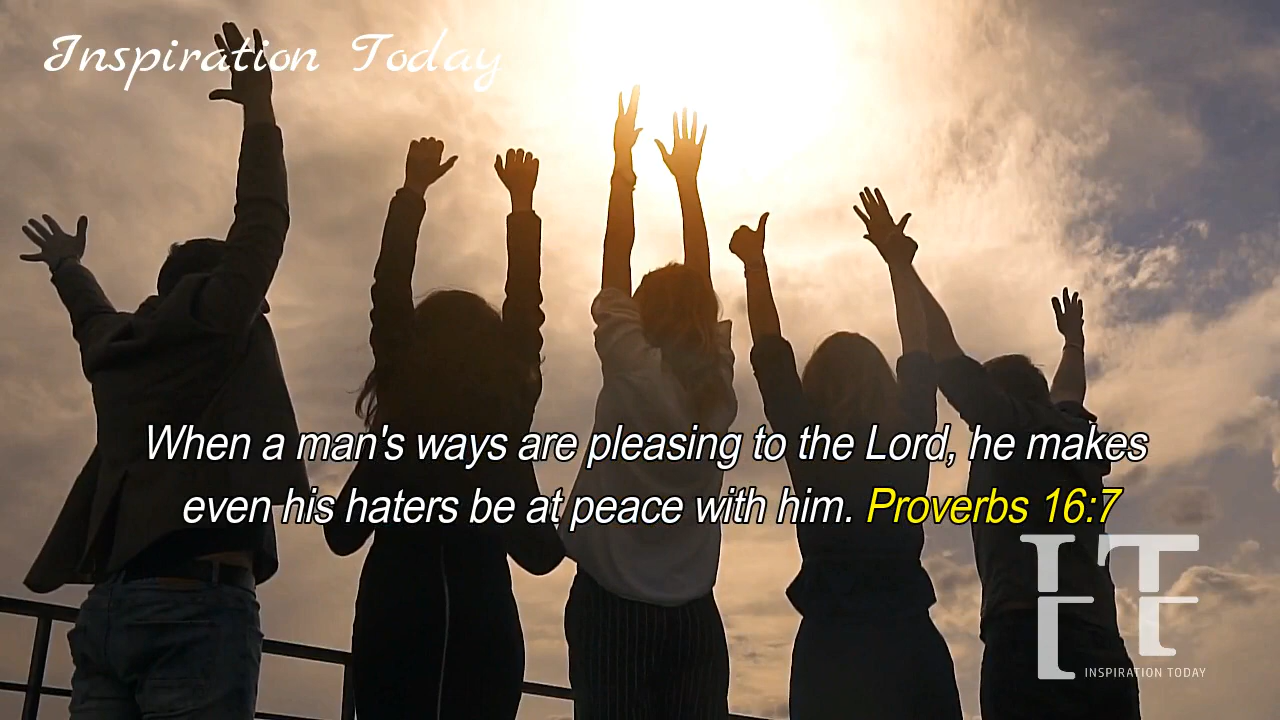 Inspiration Today
When a man's ways are pleasing to the Lord, he makes
even his haters be at peace with him. Proverbs 16:7
INSPIRATION TODAY